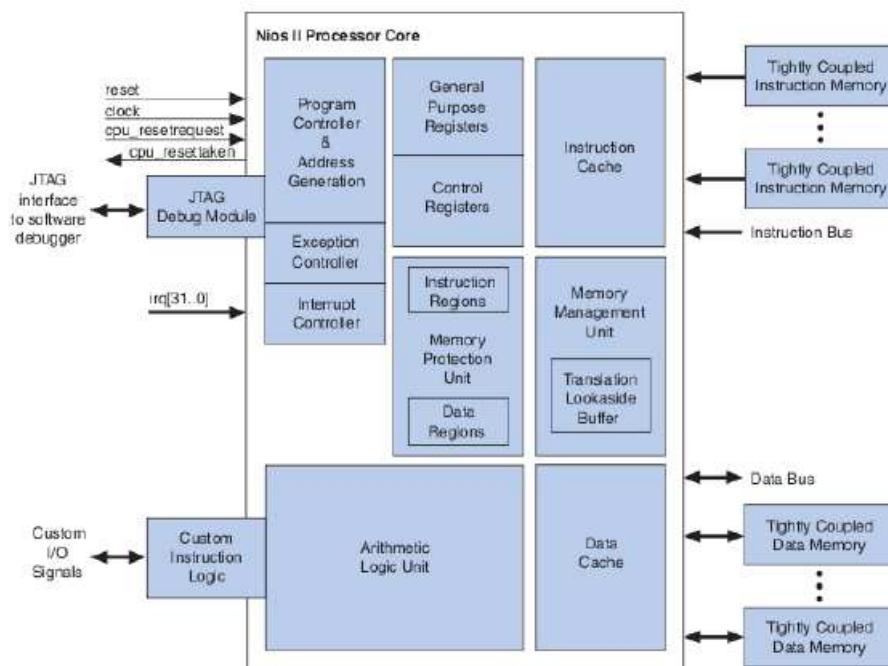 Nios II Processor Core
reset
clock
cpu_resetrequest
cpu_resettaken
JTAG
interface
to software
debugger
JTAG
Debug Module
irq[31..0]
Program
Controller
&
Address
Generation
Exception
Controller
Interrupt
Controller
General
Purpose
Registers
Control
Registers
Instruction
Cache
Instruction
Regions
Memory
Protection
Unit
Data
Regions
Memory
Management
Unit
Translation
Lookaside
Buffer
Tightly Coupled
Instruction Memory
Tightly Coupled
Instruction Memory
Instruction Bus
Custom
I/O
Signals
Custom
Instruction
Logic
Arithmetic
Logic Unit
Data
Cache
Data Bus
Tightly Coupled
Data Memory
Tightly Coupled
Data Memory